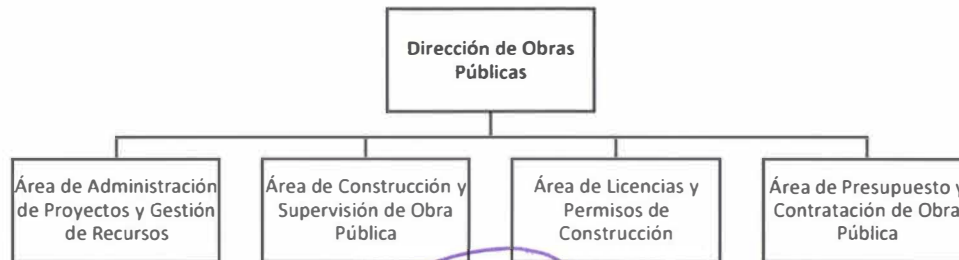 Dirección de Obras
Públicas
Área de Administración
de Proyectos y Gestión
de Recursos
Área de Construcción y
Supervisión de Obra
Pública
Área de Licencias y
Permisos de
Construcción
Área de Presupuesto y
Contratación de Obra
Pública